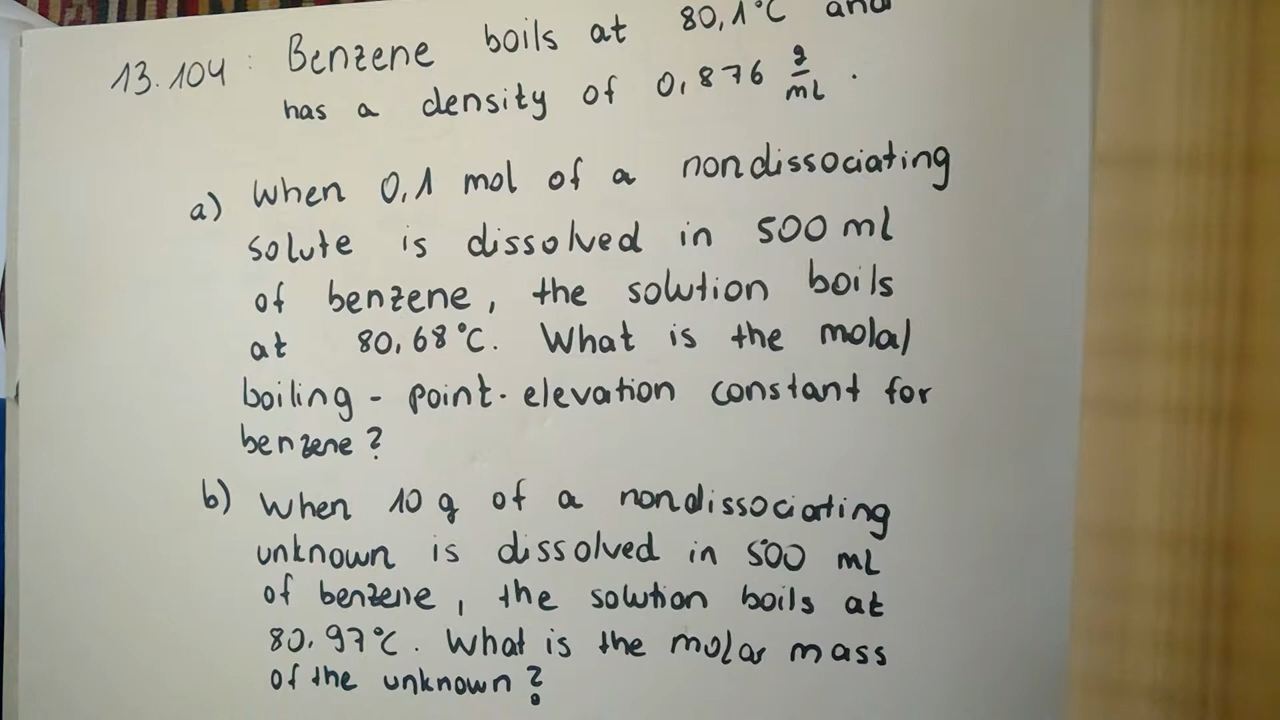 13.104: Benzene boils at 80,1°C and
has a density of 0,876 g/mL.
a) When 0,1 mol of a nondissociating
solute is dissolved in 500 ml
of benzene, the solution boils
at 80,68°C. What is the molal
boiling-point-elevation constant for
benzene?
b) When 10 g of a nondissociating
unknown is dissolved in 500 mL
of benzene, the solution boils at
80.97°C. What is the molar mass
of the unknown?